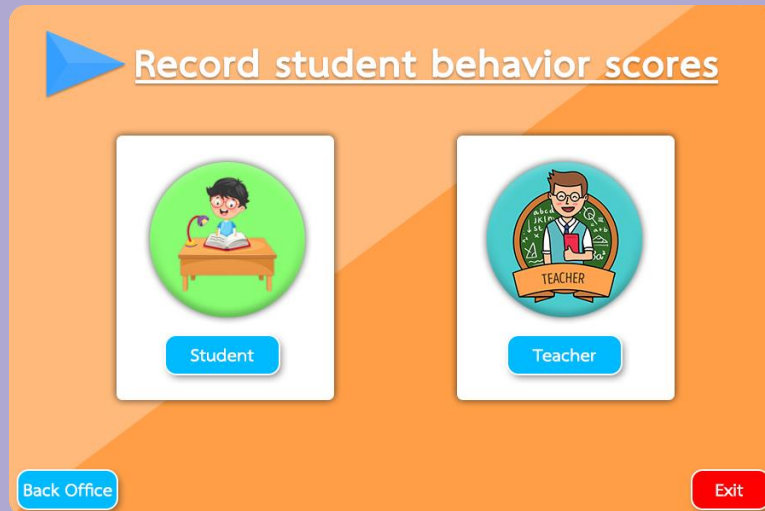 Record student behavior scores
TEACHER
Student
Teacher
Back Office
Exit